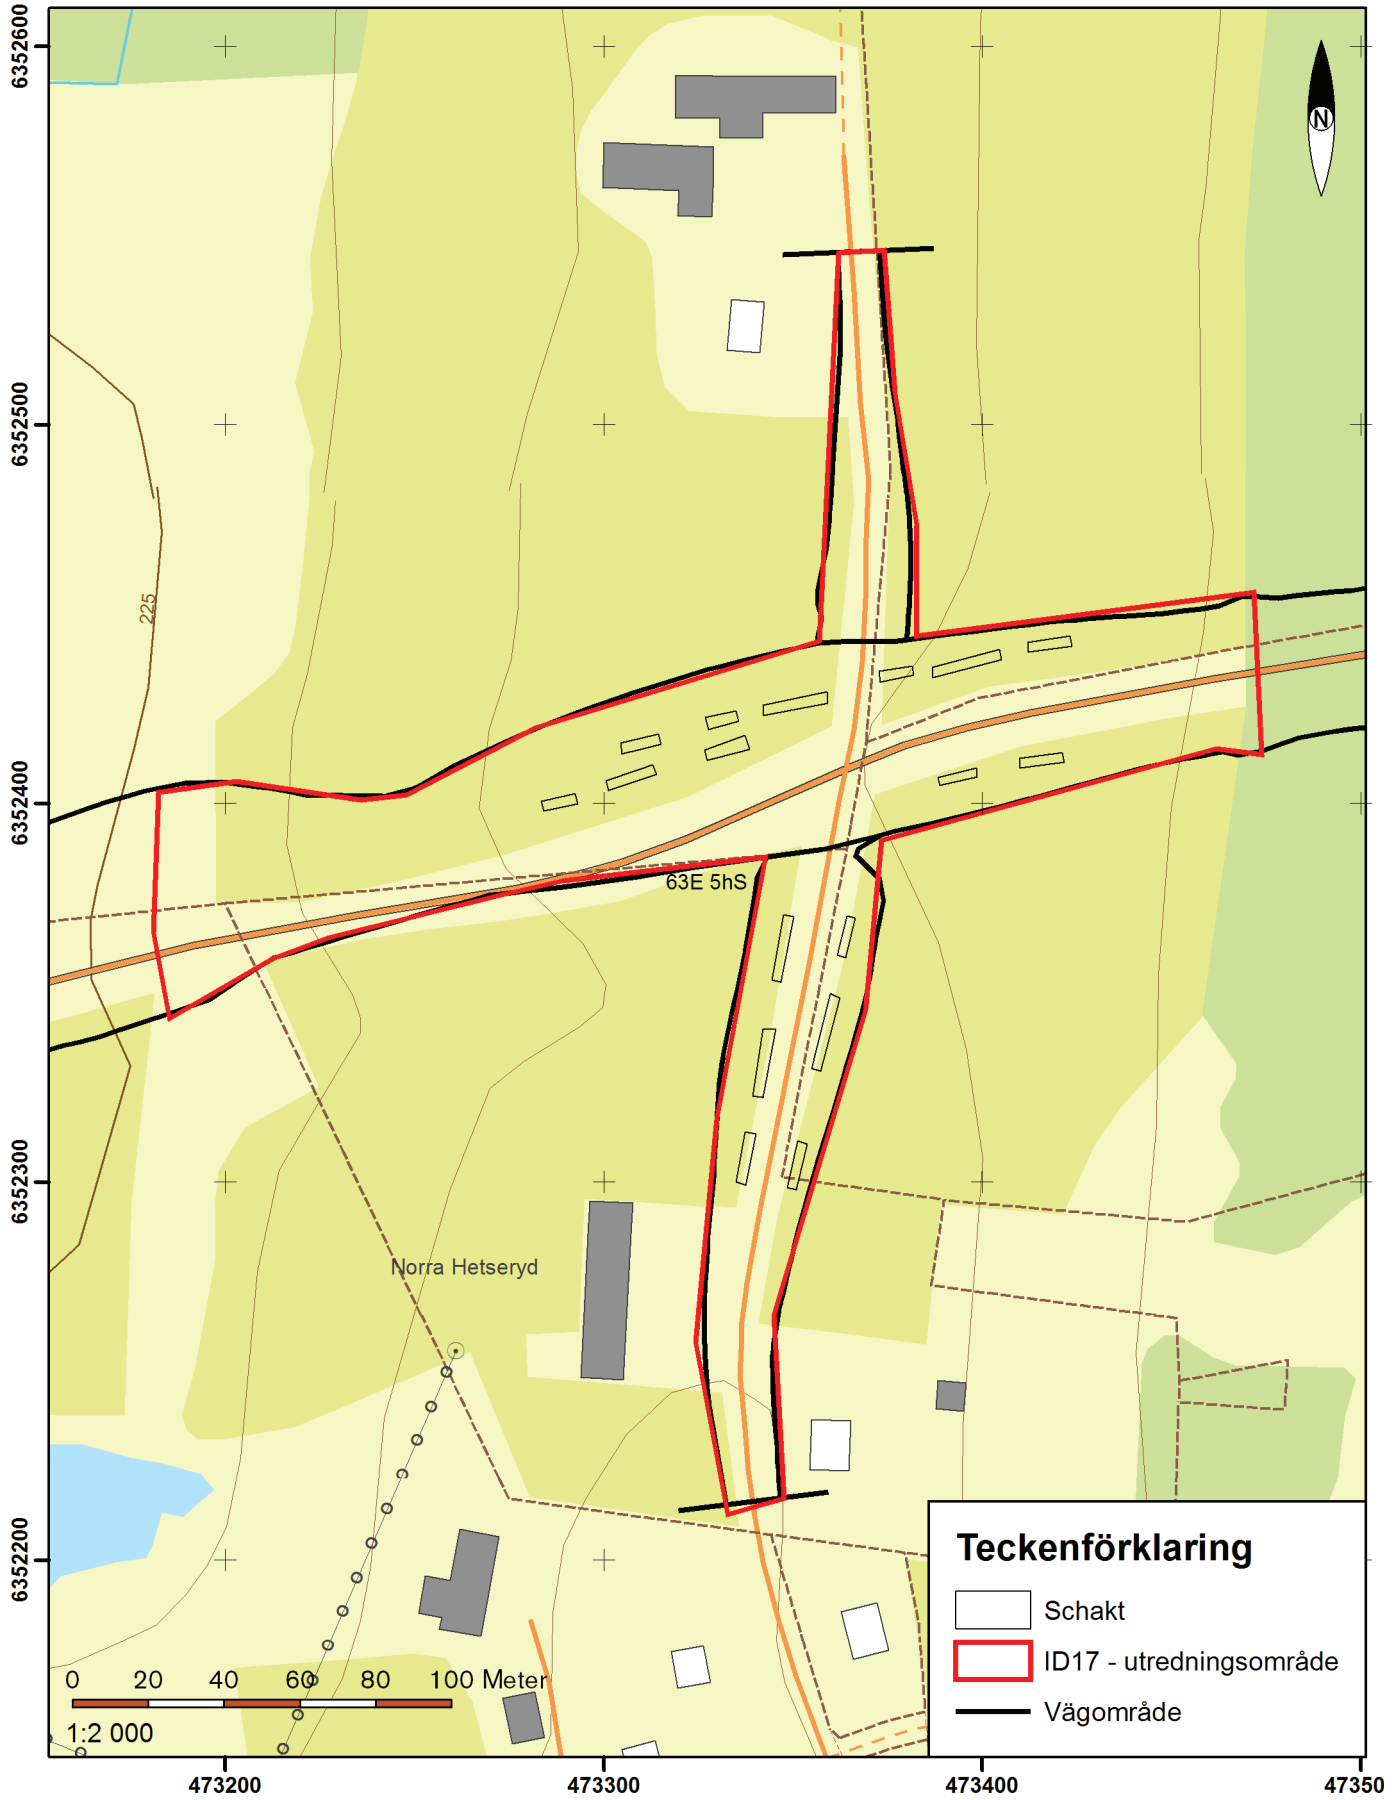 6352600
N
6352500
225
6352400
63E 5hS
6352300
Norra Hetseryd
6352200
Teckenförklaring
Schakt
ID17 - utredningsområde
Vägområde
0 20 40 60 80 100 Meter
1:2 000
473200 473300 473400 47350